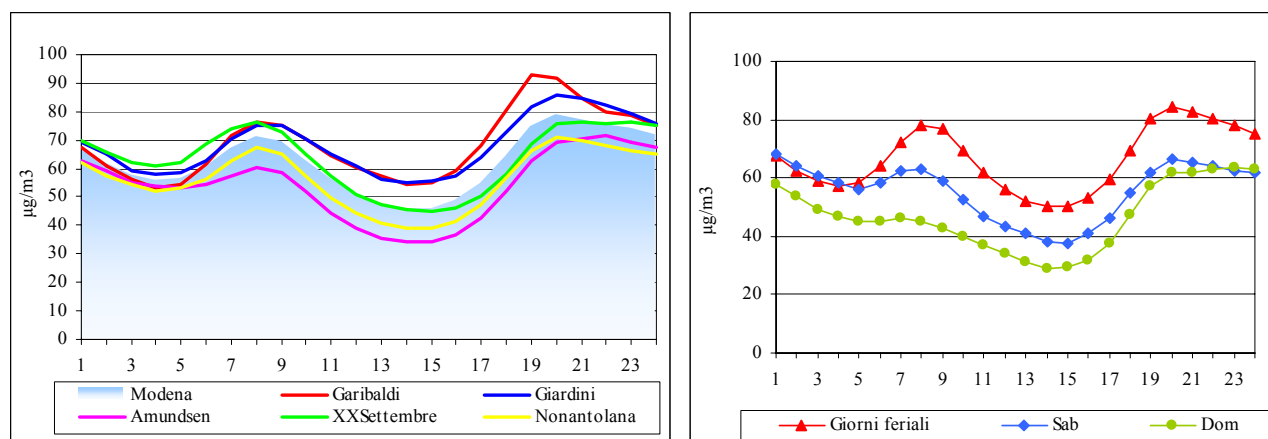 100
90
80
70
60
50
40
30
20
10
0
µg/m3
1 3 5 7 9 11 13 15 17 19 21 23
Modena Garibaldi Giardini
Amundsen XXSettembre Nonantolana
100
80
60
40
20
0
µg/m3
1 3 5 7 9 11 13 15 17 19 21 23
Giorni feriali Sab Dom